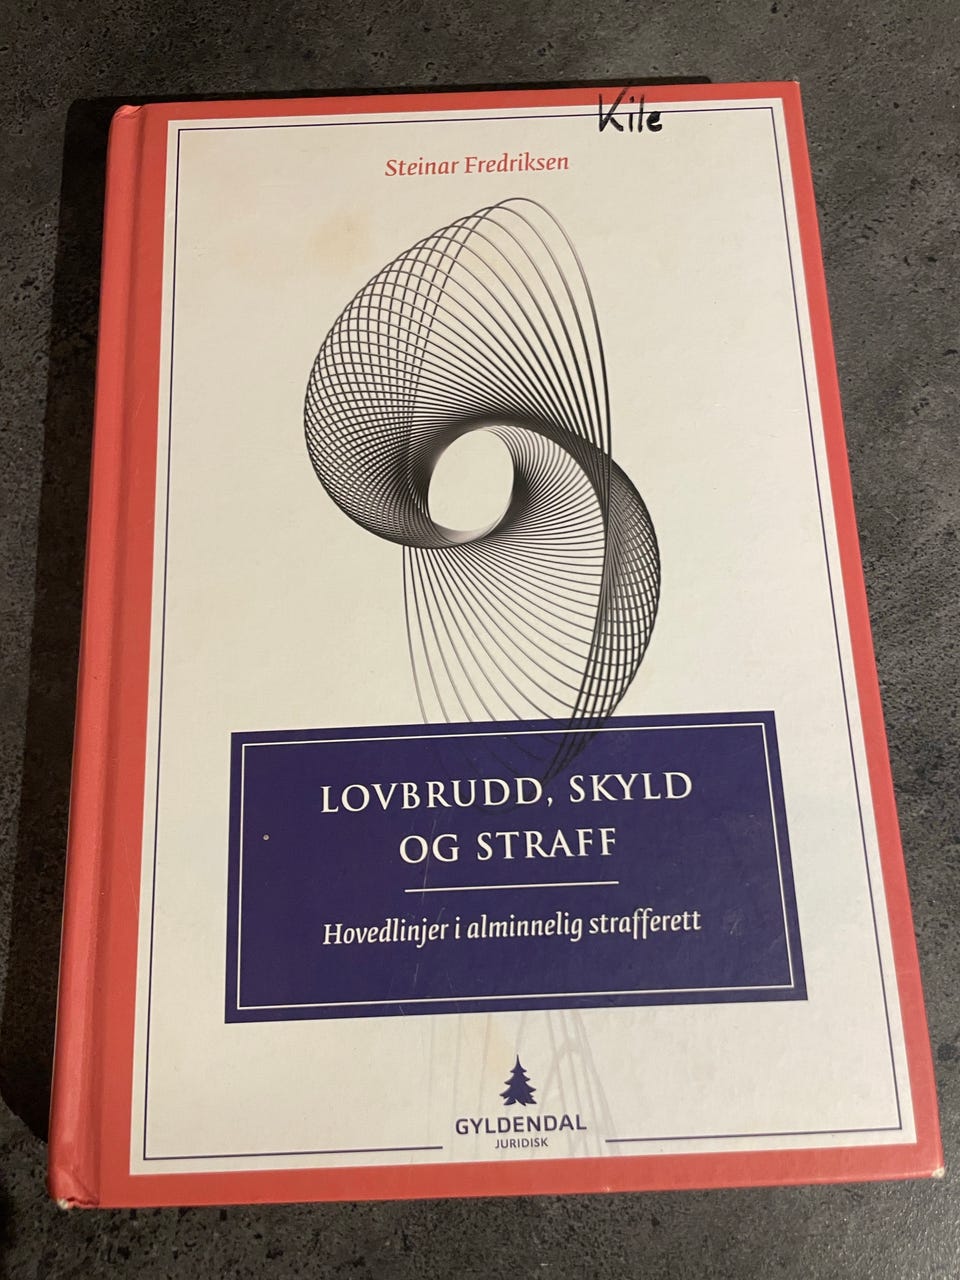 Kile
Steinar Fredriksen
LOVBRUDD, SKYLD
OG STRAFF
Hovedlinjer i alminnelig strafferett
GYLDENDAL
JURIDISK